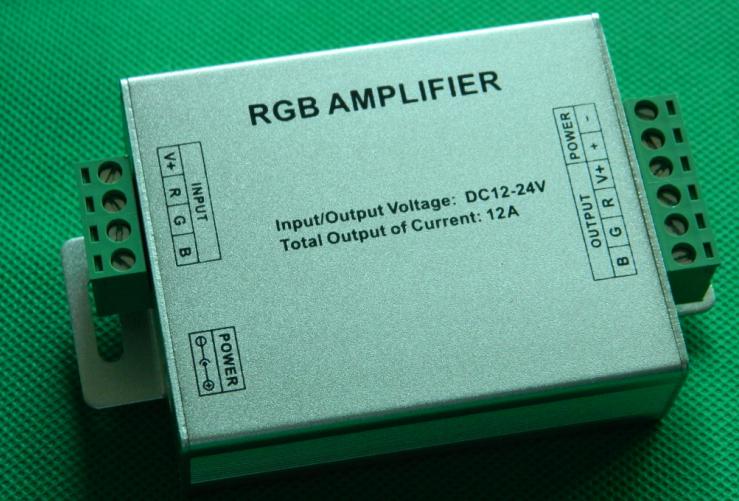 RGB AMPLIFIER
Input/Output Voltage: DC12-24V
Total Output of Current: 12A
INPUT
V+ R G B
POWER
POWER
- +
OUTPUT
V+ R G B